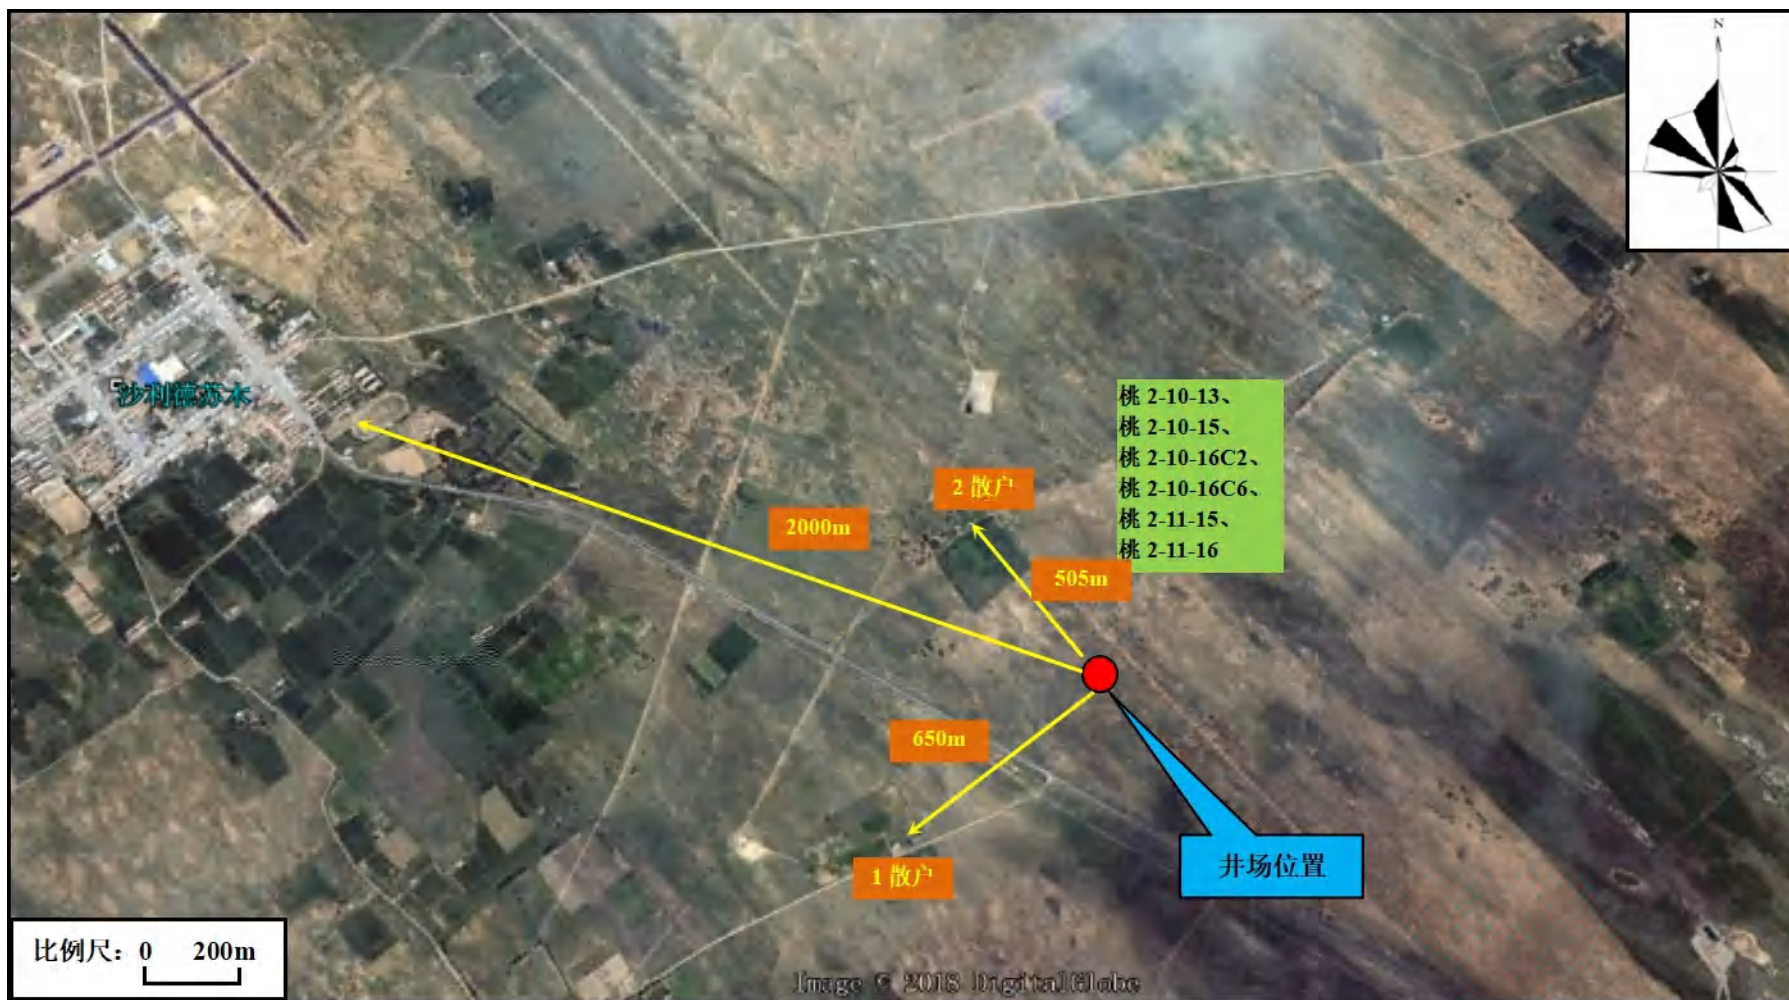 N
桃 2-10-13、
桃 2-10-15、
桃 2-10-16C2、
桃 2-10-16C6、
桃 2-11-15、
桃 2-11-16
沙利德苏木
2 散户
2000m
505m
650m
1 散户
井场位置
比例尺： 0 200m
Image © 2018 DigitalGlobe